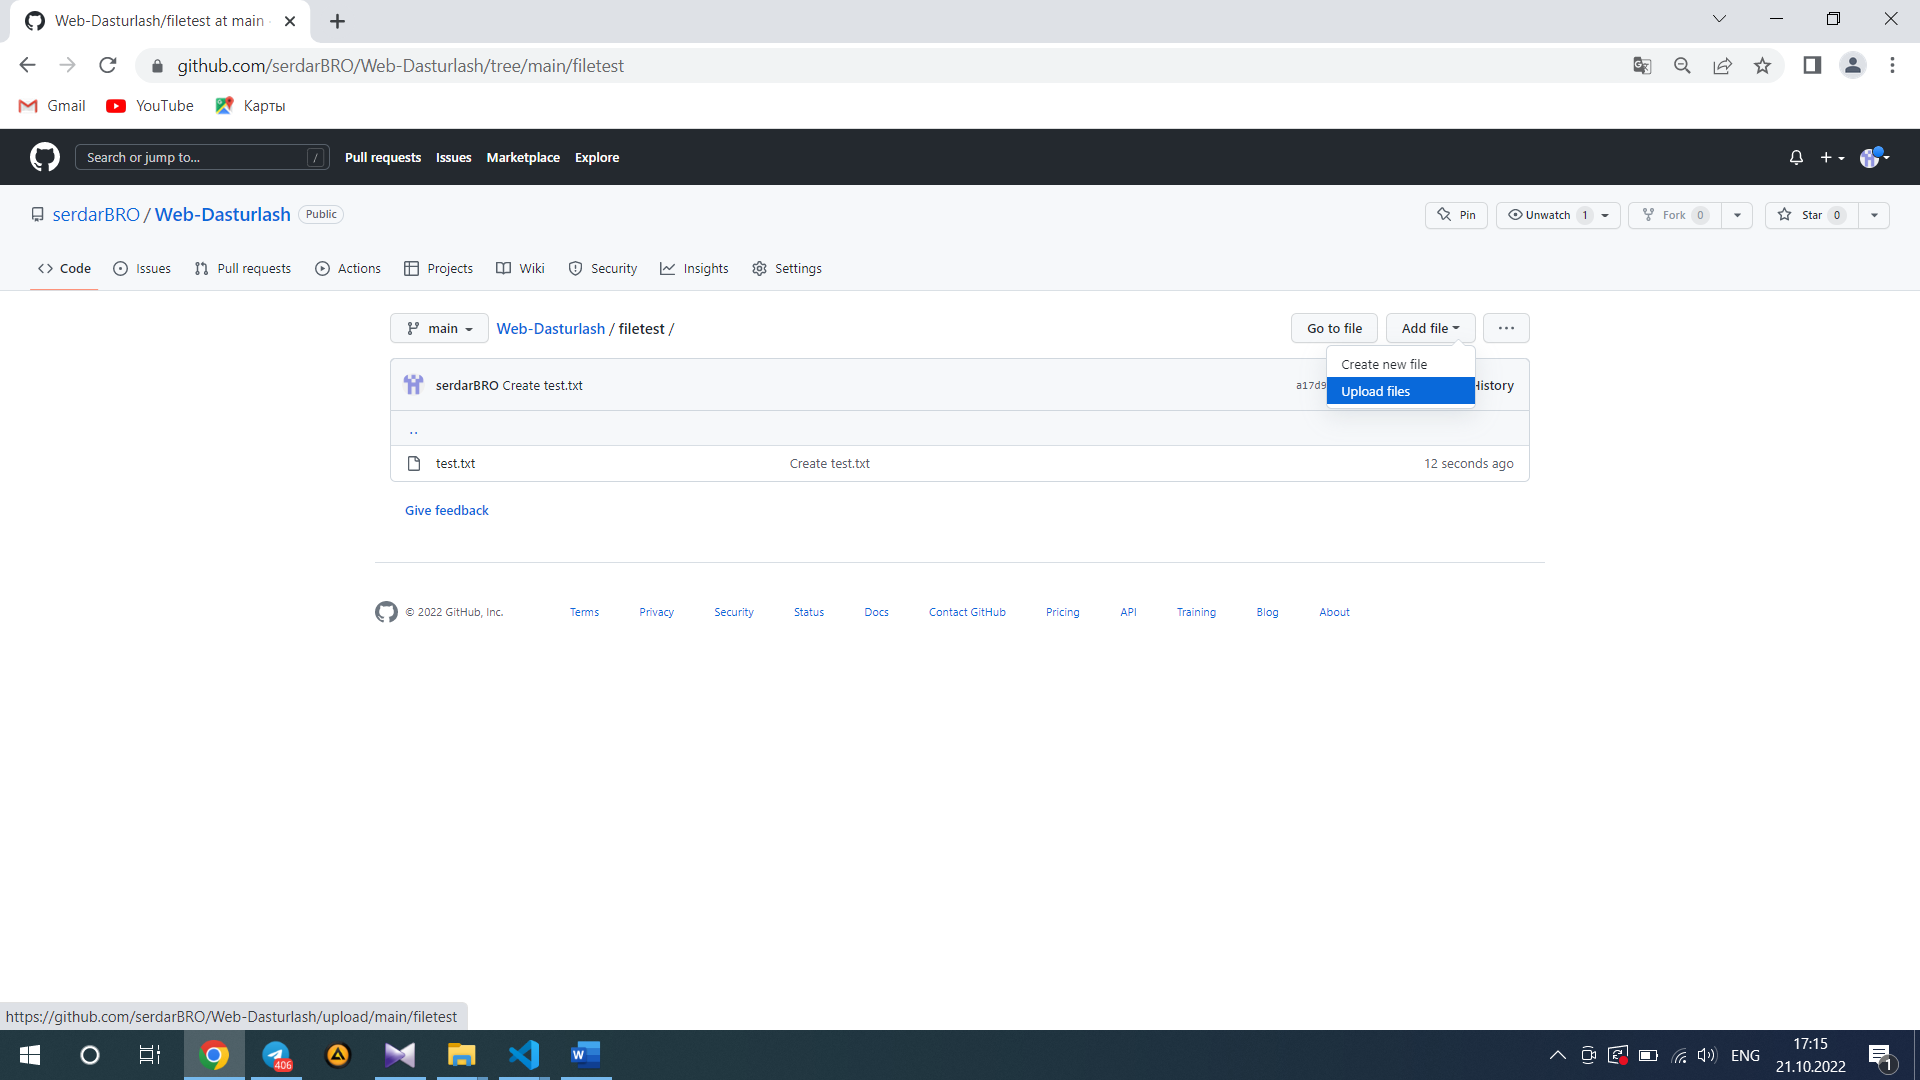 Web-Dasturlash/filetest at main
github.com/serdarBRO/Web-Dasturlash/tree/main/filetest
Gmail YouTube Карты
Search or jump to... / Pull requests Issues Marketplace Explore
serdarBRO / Web-Dasturlash Public Pin Unwatch 1 Fork 0 Star 0
Code Issues Pull requests Actions Projects Wiki Security Insights Settings
main Web-Dasturlash / filetest / Go to file Add file
Create new file
serdarBRO Create test.txt a17d9 History
Upload files
..
test.txt Create test.txt 12 seconds ago
Give feedback
© 2022 GitHub, Inc. Terms Privacy Security Status Docs Contact GitHub Pricing API Training Blog About
https://github.com/serdarBRO/Web-Dasturlash/upload/main/filetest
406 W ENG 17:15
21.10.2022 1